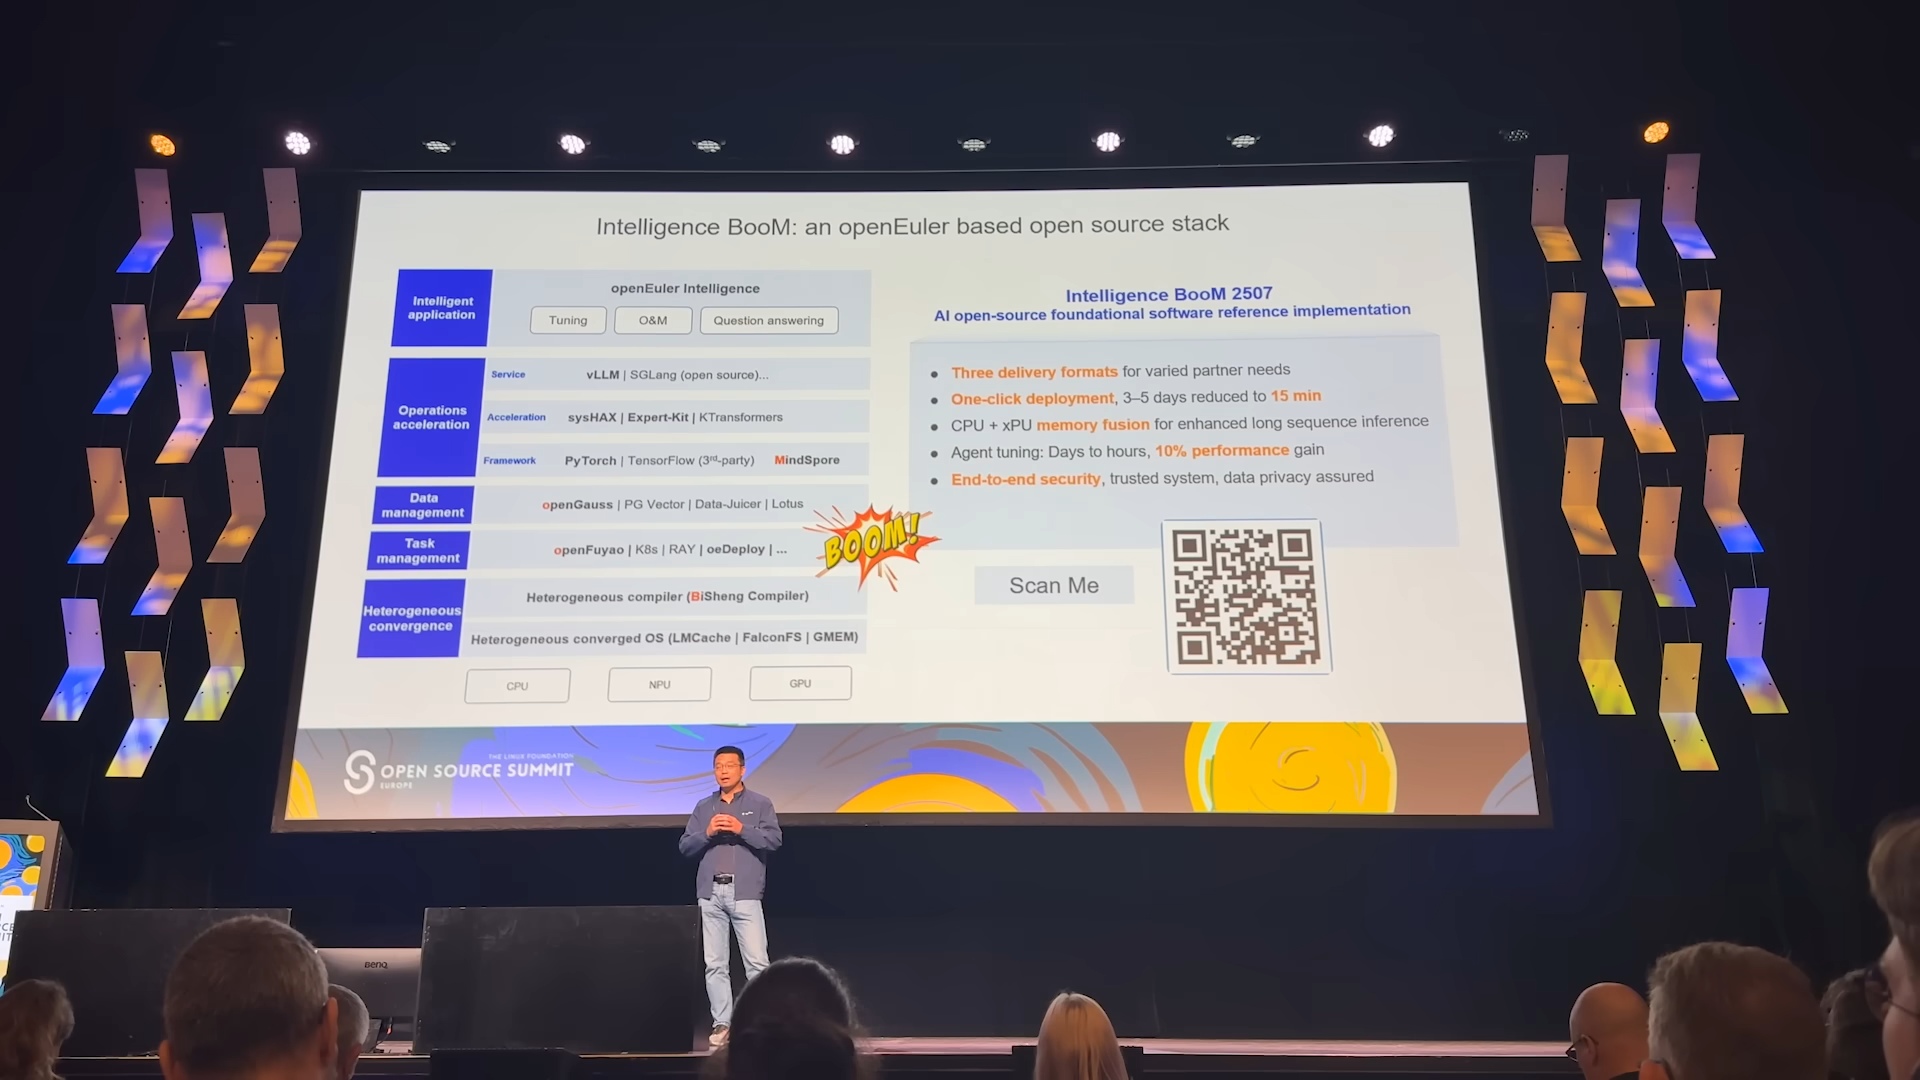 Intelligence BooM: an openEuler based open source stack
Intelligent
application
openEuler Intelligence
Tuning
O&M
Question answering
Operations
acceleration
Service
vLLM | SGLang (open source)...
Acceleration
sysHAX | Expert-Kit | KTransformers
Framework
PyTorch | TensorFlow (3rd-party) MindSpore
Data
management
openGauss | PG Vector | Data-Juicer | Lotus
Task
management
openFuyao | K8s | RAY | oeDeploy | ...
BOOM!
Heterogeneous
convergence
Heterogeneous compiler (BiSheng Compiler)
Heterogeneous converged OS (LMCache | FalconFS | GMEM)
CPU
NPU
GPU
Intelligence BooM 2507
AI open-source foundational software reference implementation
● Three delivery formats for varied partner needs
● One-click deployment, 3–5 days reduced to 15 min
● CPU + xPU memory fusion for enhanced long sequence inference
● Agent tuning: Days to hours, 10% performance gain
● End-to-end security, trusted system, data privacy assured
Scan Me
THE LINUX FOUNDATION
OPEN SOURCE SUMMIT
EUROPE
BenQ